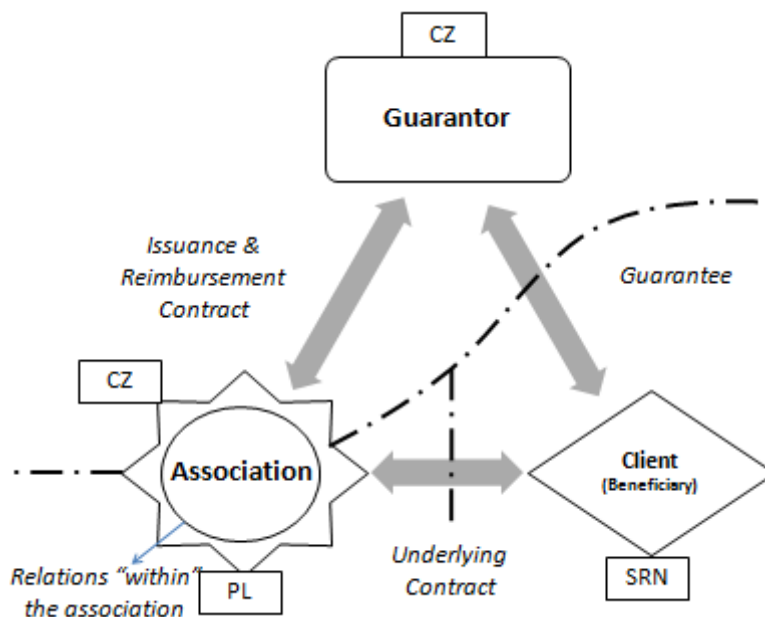 CZ
Guarantor
Issuance &
Reimbursement
Contract
Guarantee
CZ
Association
Client
(Beneficiary)
Relations “within”
the association
PL
Underlying
Contract
SRN